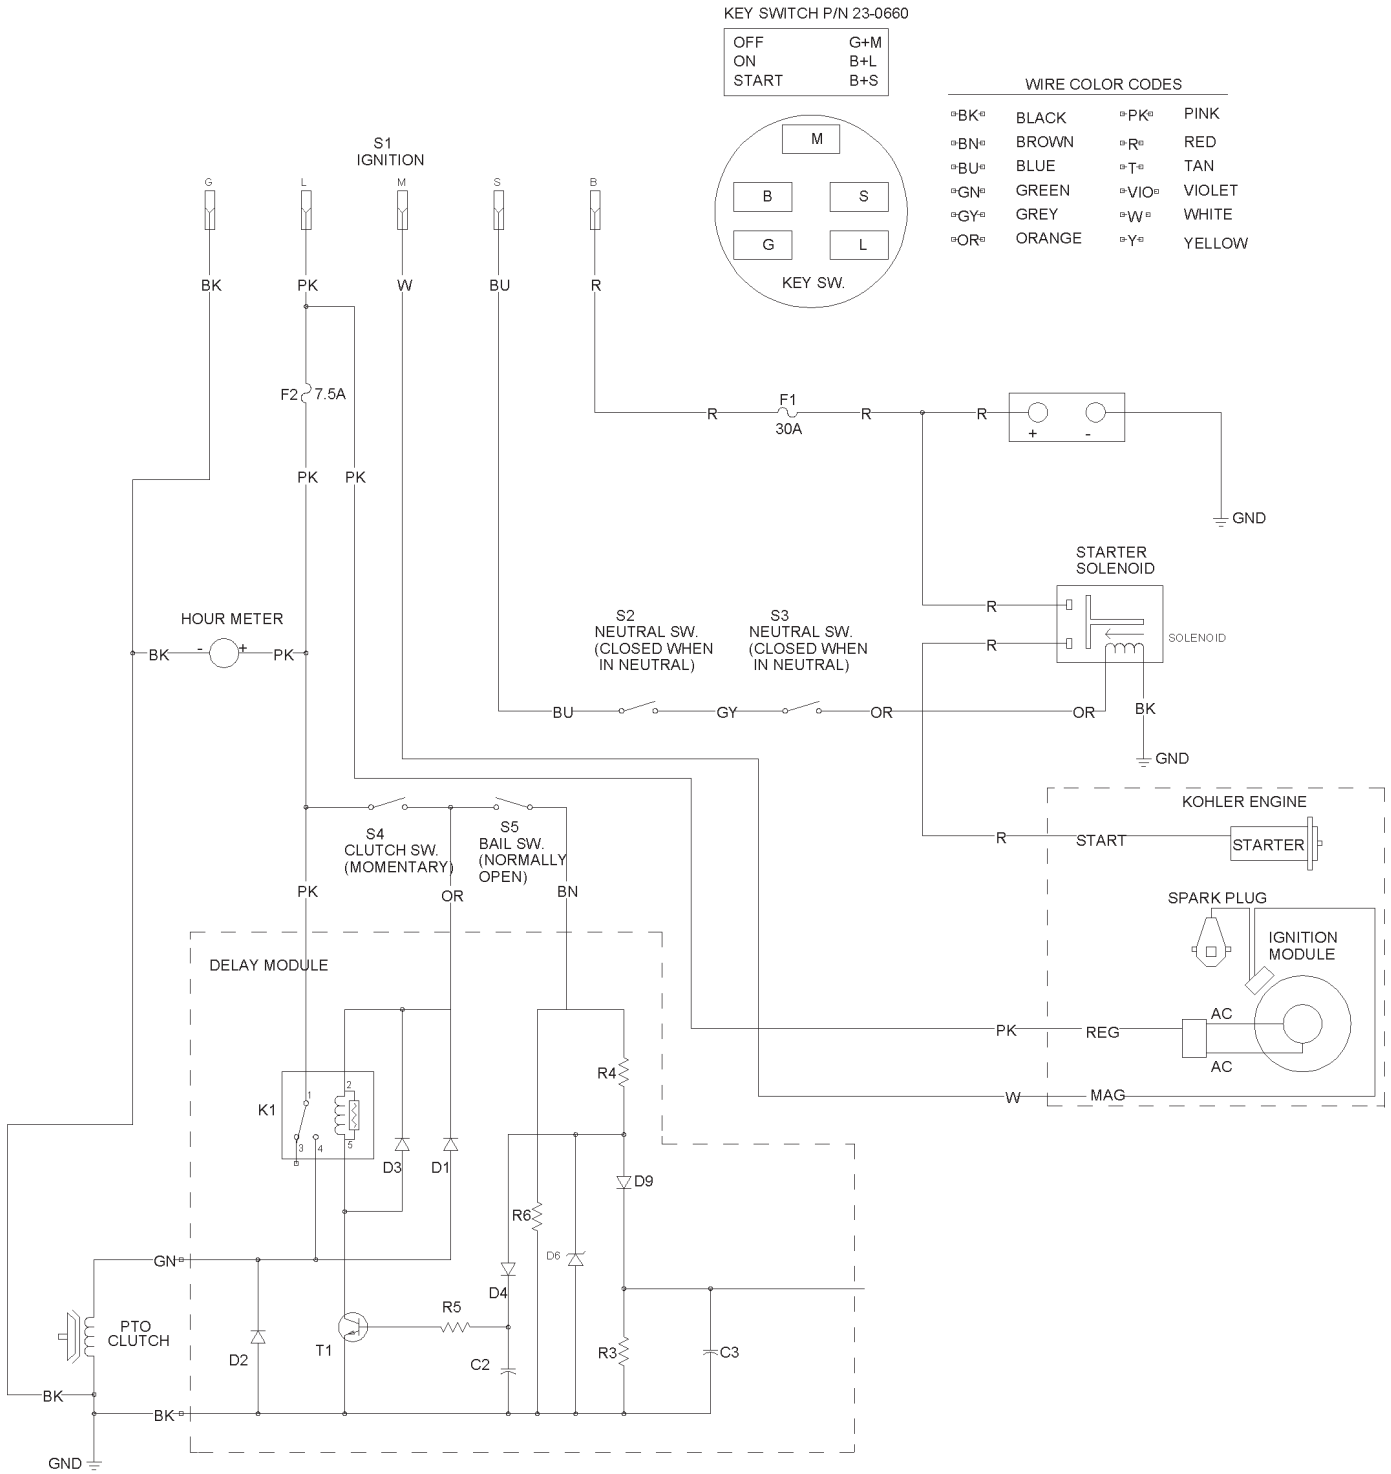 KEY SWITCH P/N 23-0660
OFF G+M
ON B+L
START B+S
WIRE COLOR CODES
BK BLACK PK PINK
BN BROWN R RED
BU BLUE T TAN
GN GREEN VIO VIOLET
GY GREY W WHITE
OR ORANGE Y YELLOW
M
B S
G L
KEY SW.
S1
IGNITION
G L M S B
BK PK W BU R
F2 7.5A
R F1 R R
30A
+ -
PK PK
GND
STARTER
SOLENOID
HOUR METER
S2
NEUTRAL SW.
(CLOSED WHEN
IN NEUTRAL)
S3
NEUTRAL SW.
(CLOSED WHEN
IN NEUTRAL)
R
R
SOLENOID
BK - + PK
BU GY OR OR BK
GND
KOHLER ENGINE
S4
CLUTCH SW.
(MOMENTARY)
S5
BAIL SW.
(NORMALLY
OPEN)
R START STARTER
PK OR BN
SPARK PLUG
IGNITION
MODULE
DELAY MODULE
AC
PK REG
AC
W MAG
R4
K1
1 2
3 4 5
D3 D1
D9
R6
D6
GN
D4
R5
PTO
CLUTCH
D2
T1
C2
R3
C3
BK
BK
GND